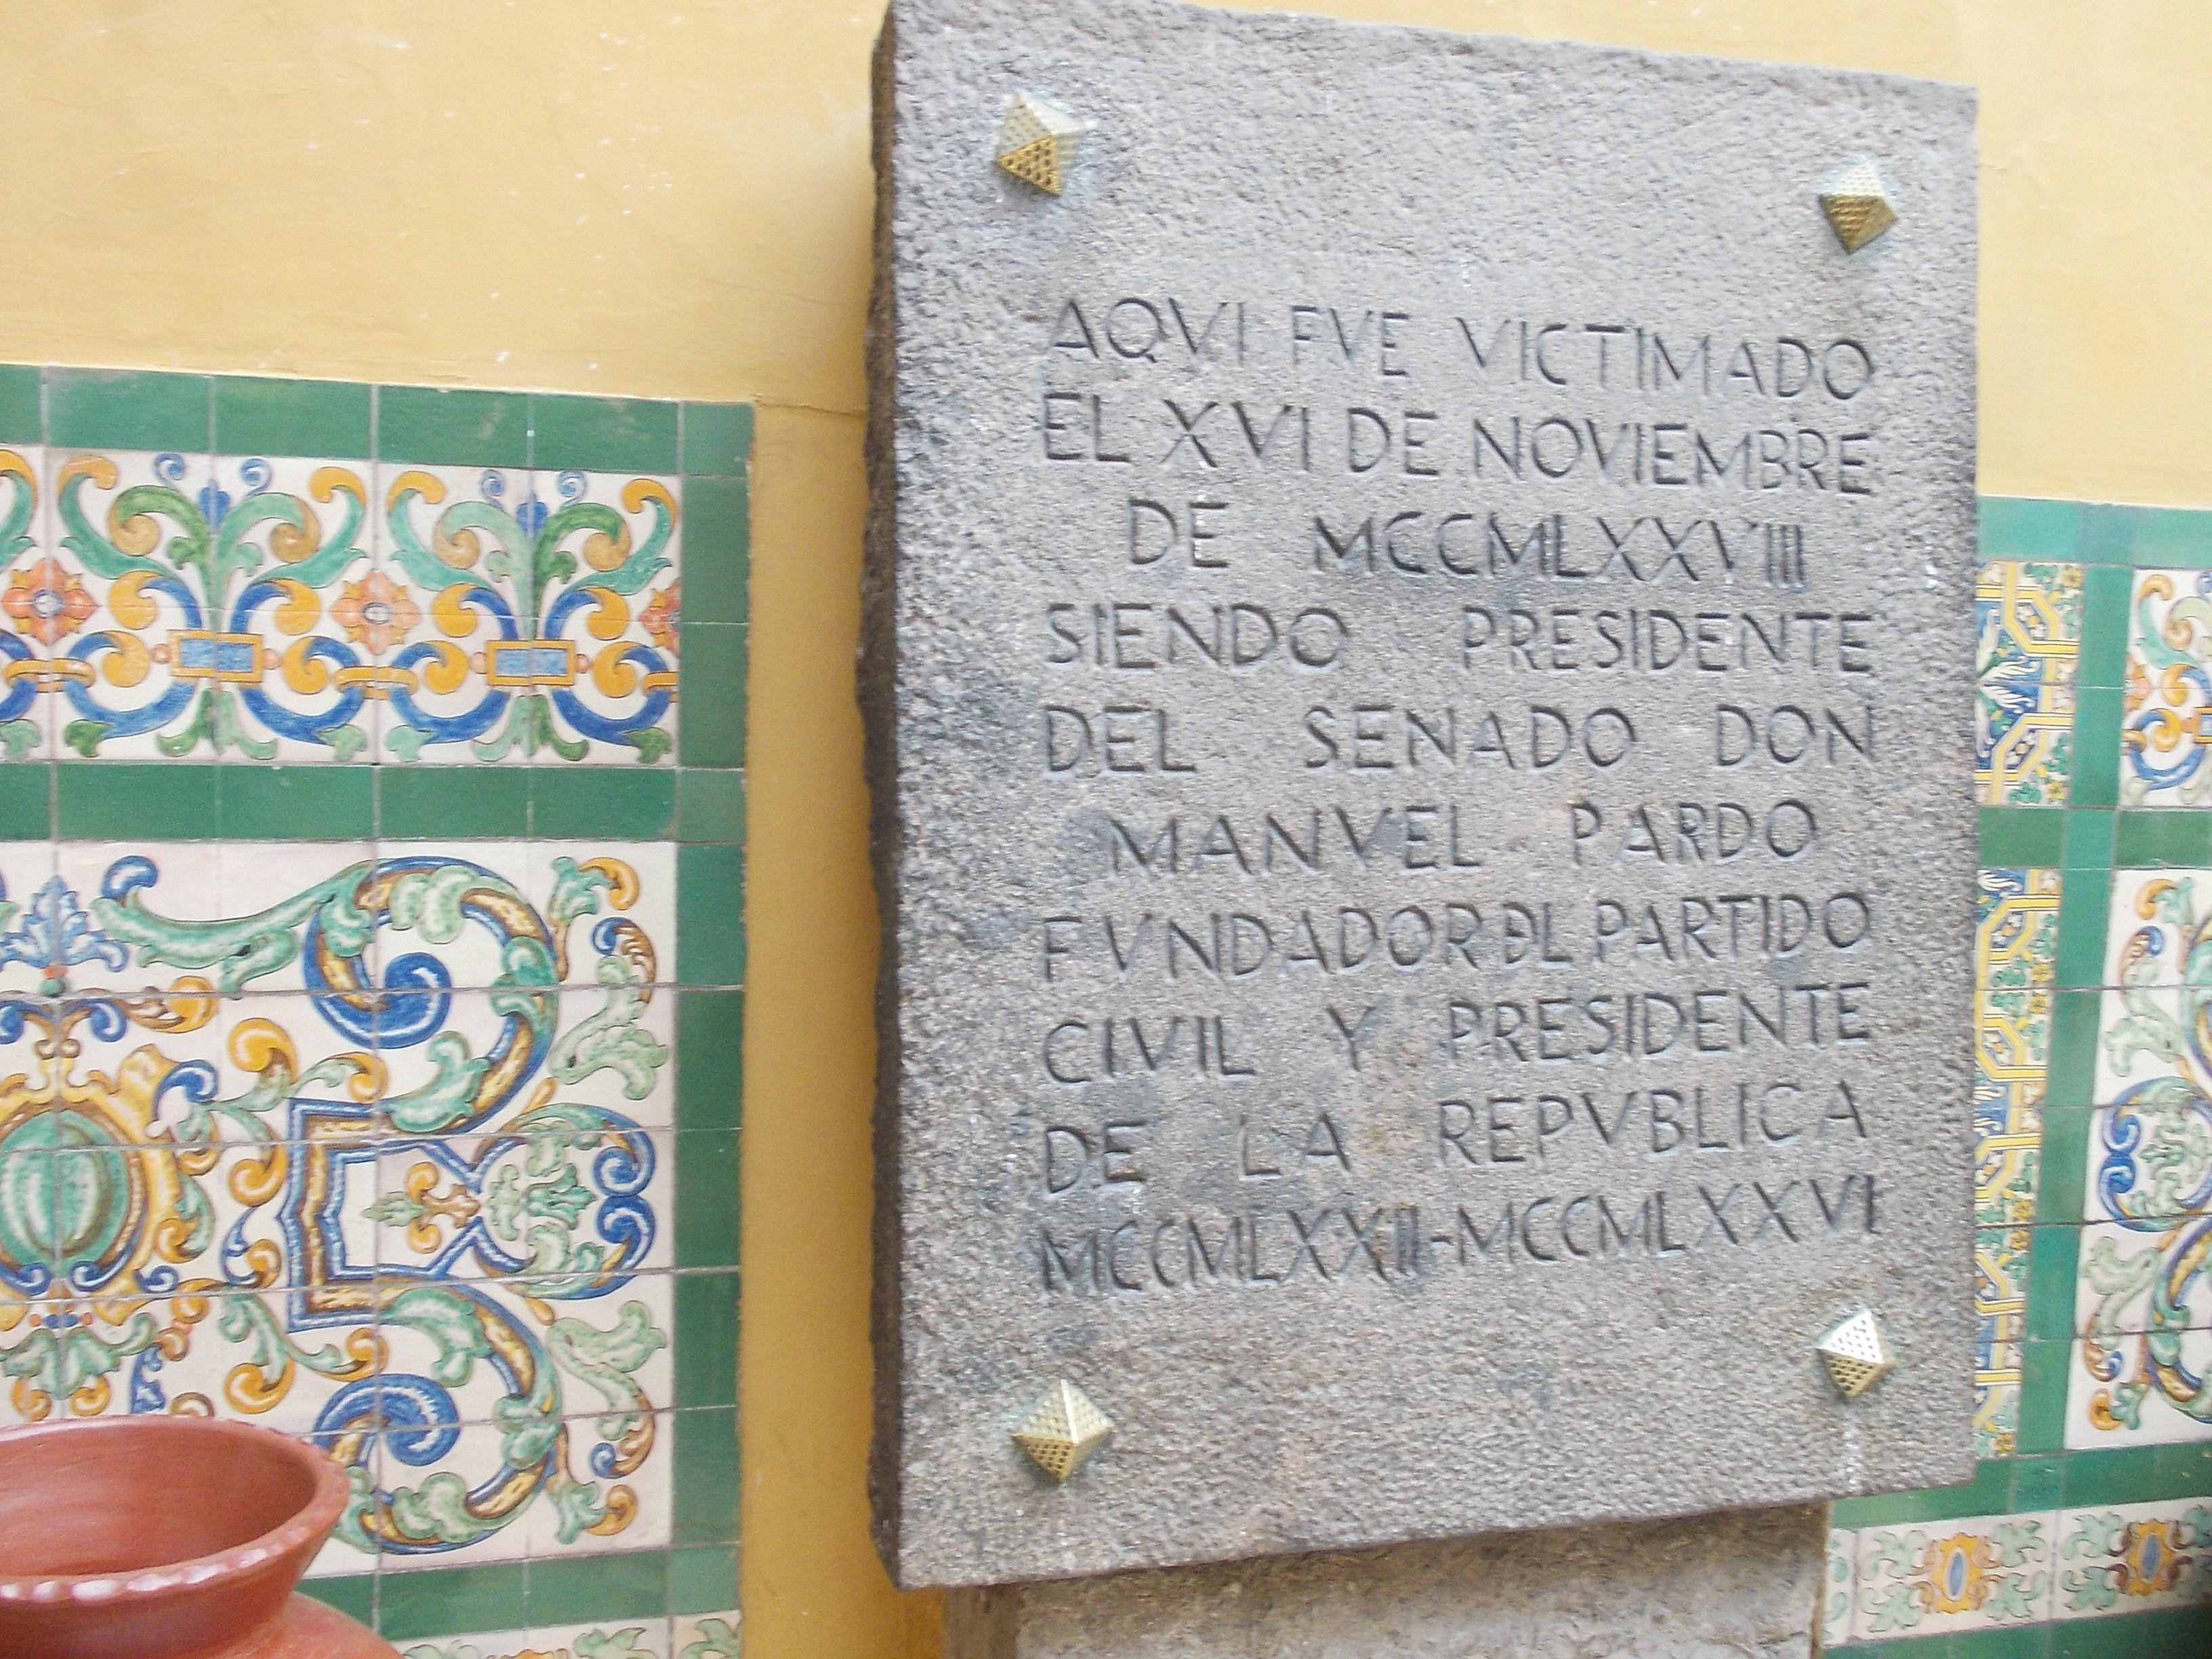 AQVI FVE VICTIMADO
EL XVI DE NOVIEMBRE
DE MCCMLXXVIII
SIENDO PRESIDENTE
DEL SENADO DON
MANVEL PARDO
FVNDADOR DL PARTIDO
CIVIL Y PRESIDENTE
DE LA REPVBLICA
MCCMLXXII-MCCMLXXVI